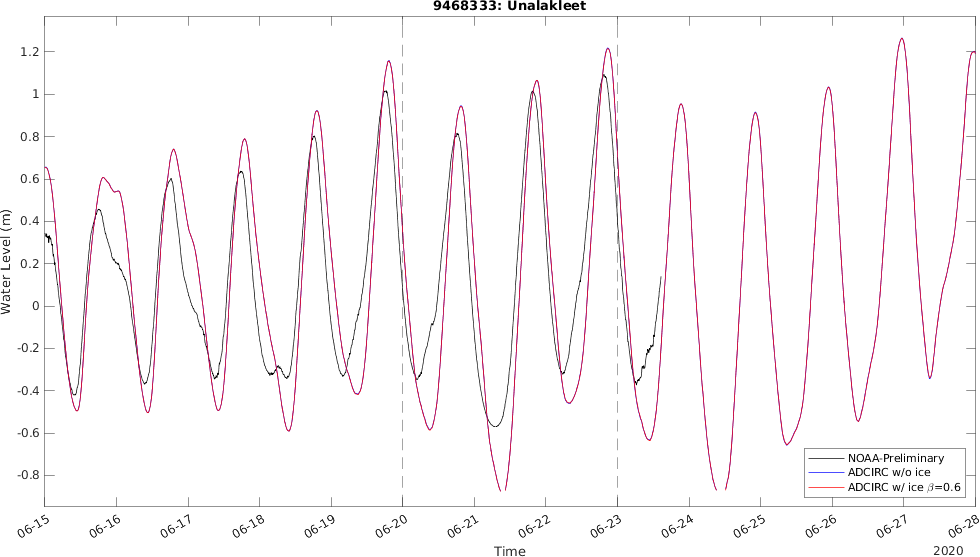 9468333: Unalakleet
Water Level (m)
1.2
1
0.8
0.6
0.4
0.2
0
-0.2
-0.4
-0.6
-0.8
NOAA-Preliminary
ADCIRC w/o ice
ADCIRC w/ ice β=0.6
06-15 06-16 06-17 06-18 06-19 06-20 06-21 06-22 06-23 06-24 06-25 06-26 06-27 06-28
Time
2020